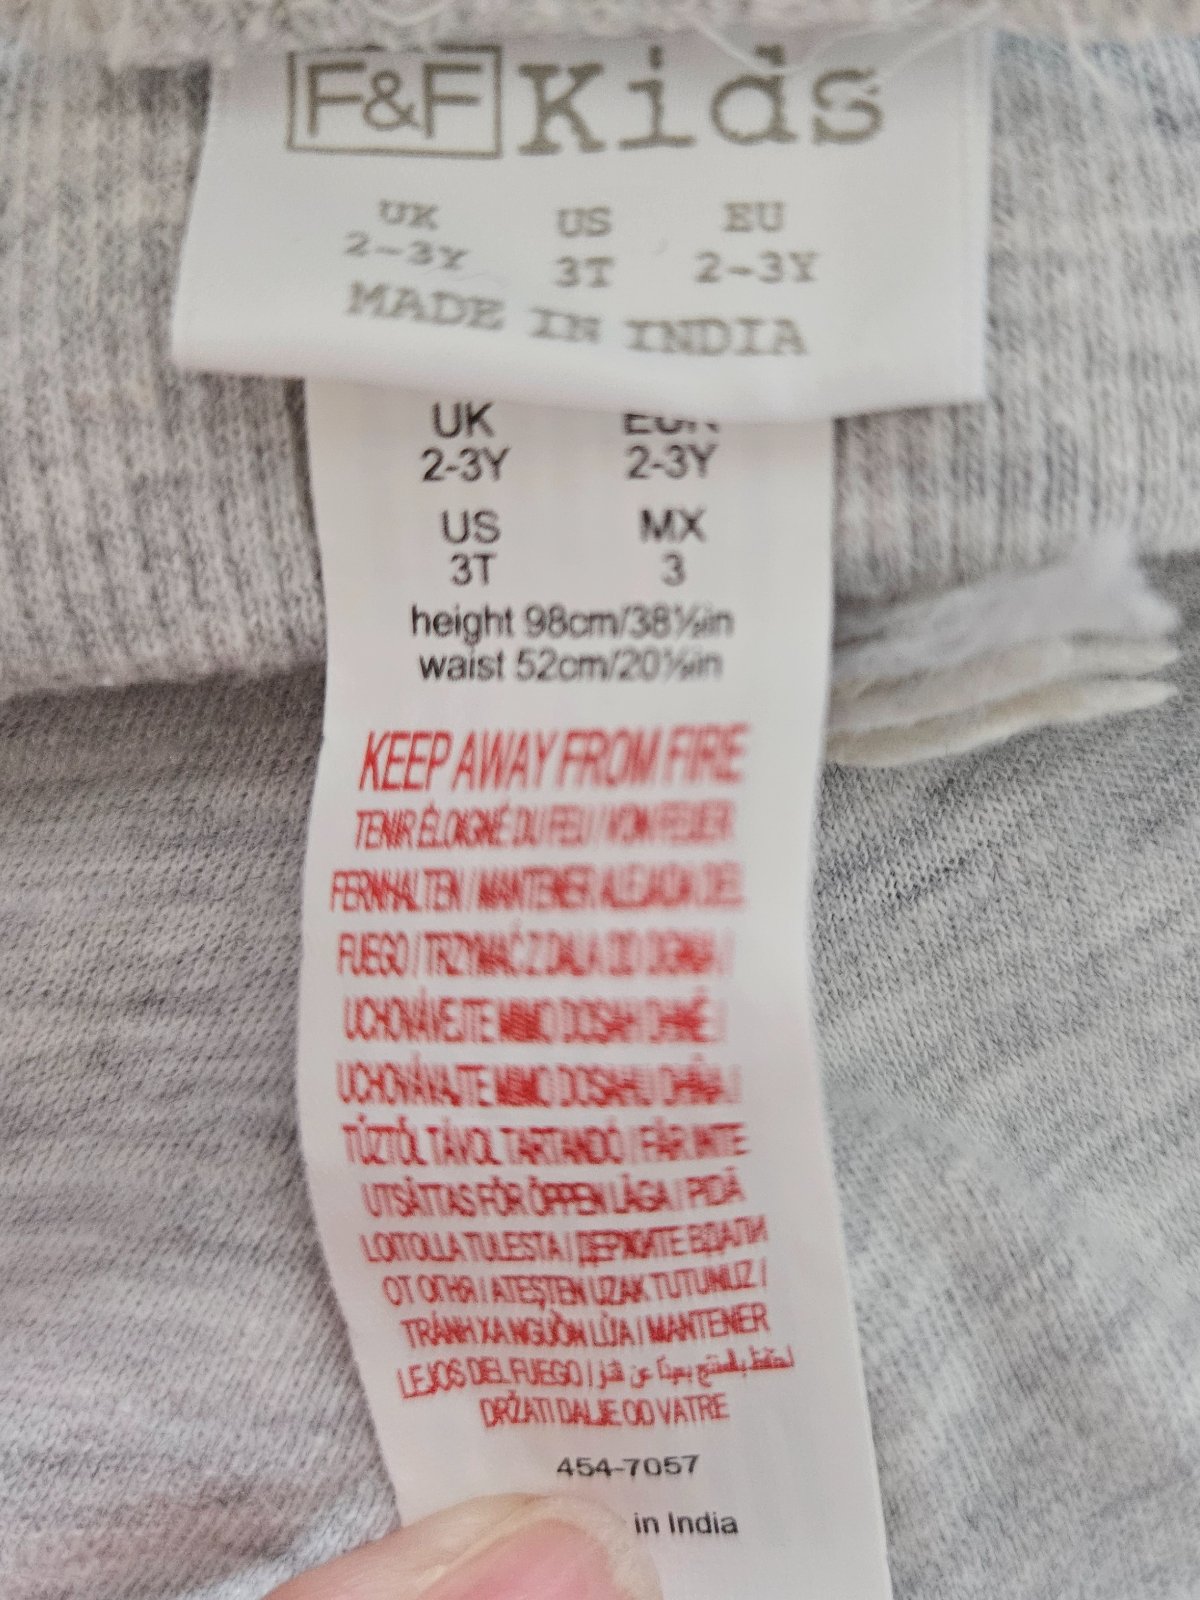 F&F Kids
UK US EU
2-3Y 3T 2-3Y
MADE IN INDIA
UK EUR
2-3Y 2-3Y
US MX
3T 3
height 98cm/38½in
waist 52cm/20½in
KEEP AWAY FROM FIRE
TENIR ÉLOIGNÉ DU FEU / VON FEUER
FERNHALTEN / MANTENER ALEJADA DEL
FUEGO / TRZYMAĆ Z DALA OD OGNIA /
UCHOVÁVEJTE MIMO DOSAH OHNĚ /
UCHOVÁVAJTE MIMO DOSAHU OHŇA /
TŰZTŐL TÁVOL TARTANDÓ / FÅR INTE
UTSÄTTAS FÖR ÖPPEN LÅGA / PIDÄ
LOITOLLA TULESTA / ДЕРЖИТЕ ВДАЛИ
ОТ ОГНЯ / ATEŞTEN UZAK TUTUNUZ /
TRÁNH XA NGUỒN LỬA / MANTENER
LEJOS DEL FUEGO /
DRŽATI DALJE OD VATRE
454-7057
in India